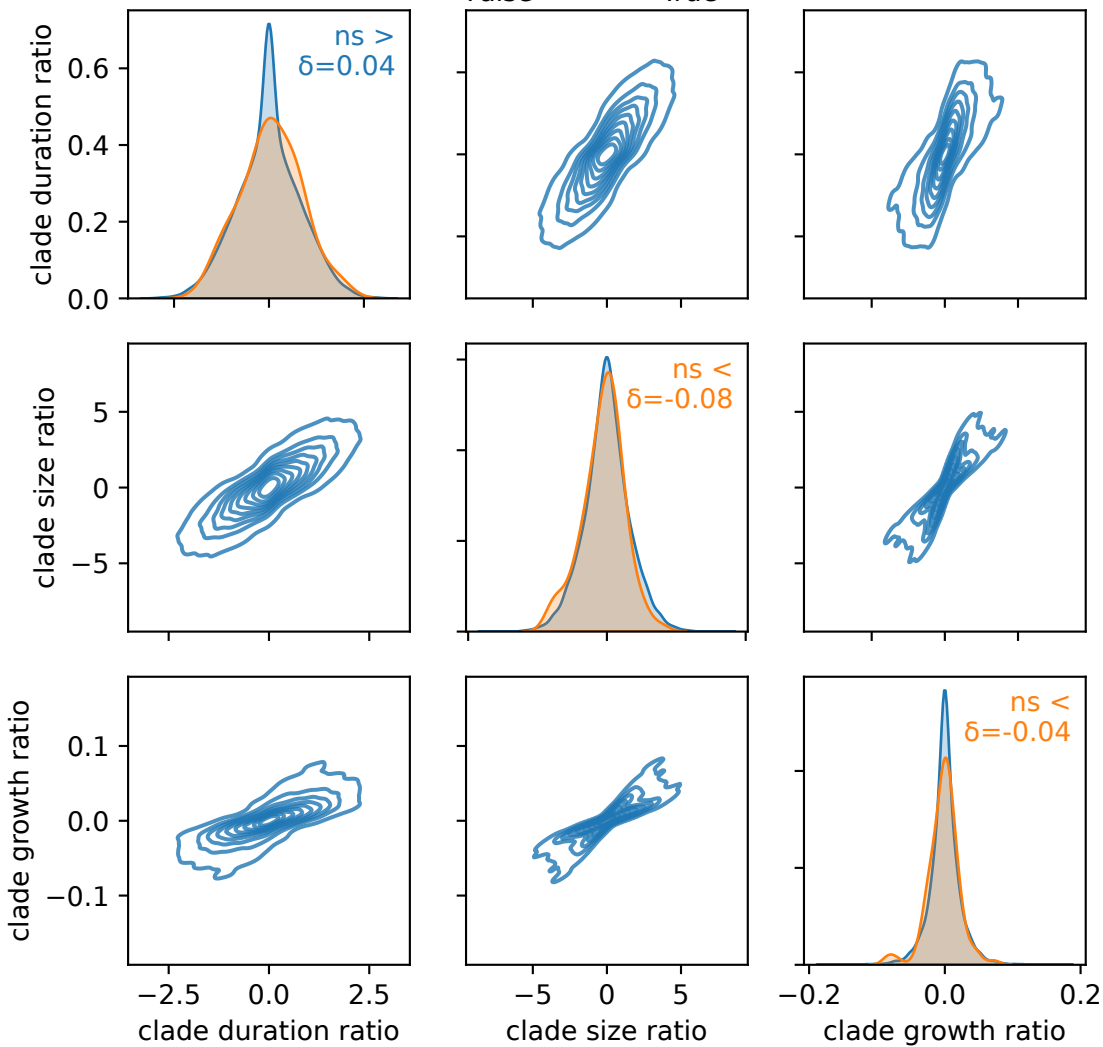 clade duration ratio
0.6
0.4
0.2
0.0
ns >
δ=0.04
clade size ratio
5
0
−5
ns <
δ=-0.08
clade growth ratio
0.1
0.0
−0.1
ns <
δ=-0.04
−2.5 0.0 2.5
−5 0 5
−0.2 0.0 0.2
clade duration ratio
clade size ratio
clade growth ratio